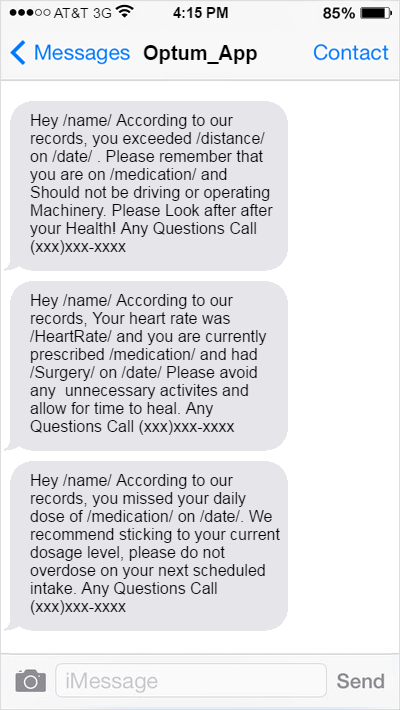 AT&T 3G 4:15 PM 85%
Messages Optum_App Contact
Hey /name/ According to our
records, you exceeded /distance/
on /date/ . Please remember that
you are on /medication/ and
Should not be driving or operating
Machinery. Please Look after after
your Health! Any Questions Call
(xxx)xxx-xxxx
Hey /name/ According to our
records, Your heart rate was
/HeartRate/ and you are currently
prescribed /medication/ and had
/Surgery/ on /date/ Please avoid
any  unnecessary activites and
allow for time to heal. Any
Questions Call (xxx)xxx-xxxx
Hey /name/ According to our
records, you missed your daily
dose of /medication/ on /date/. We
recommend sticking to your current
dosage level, please do not
overdose on your next scheduled
intake. Any Questions Call
(xxx)xxx-xxxx
iMessage Send